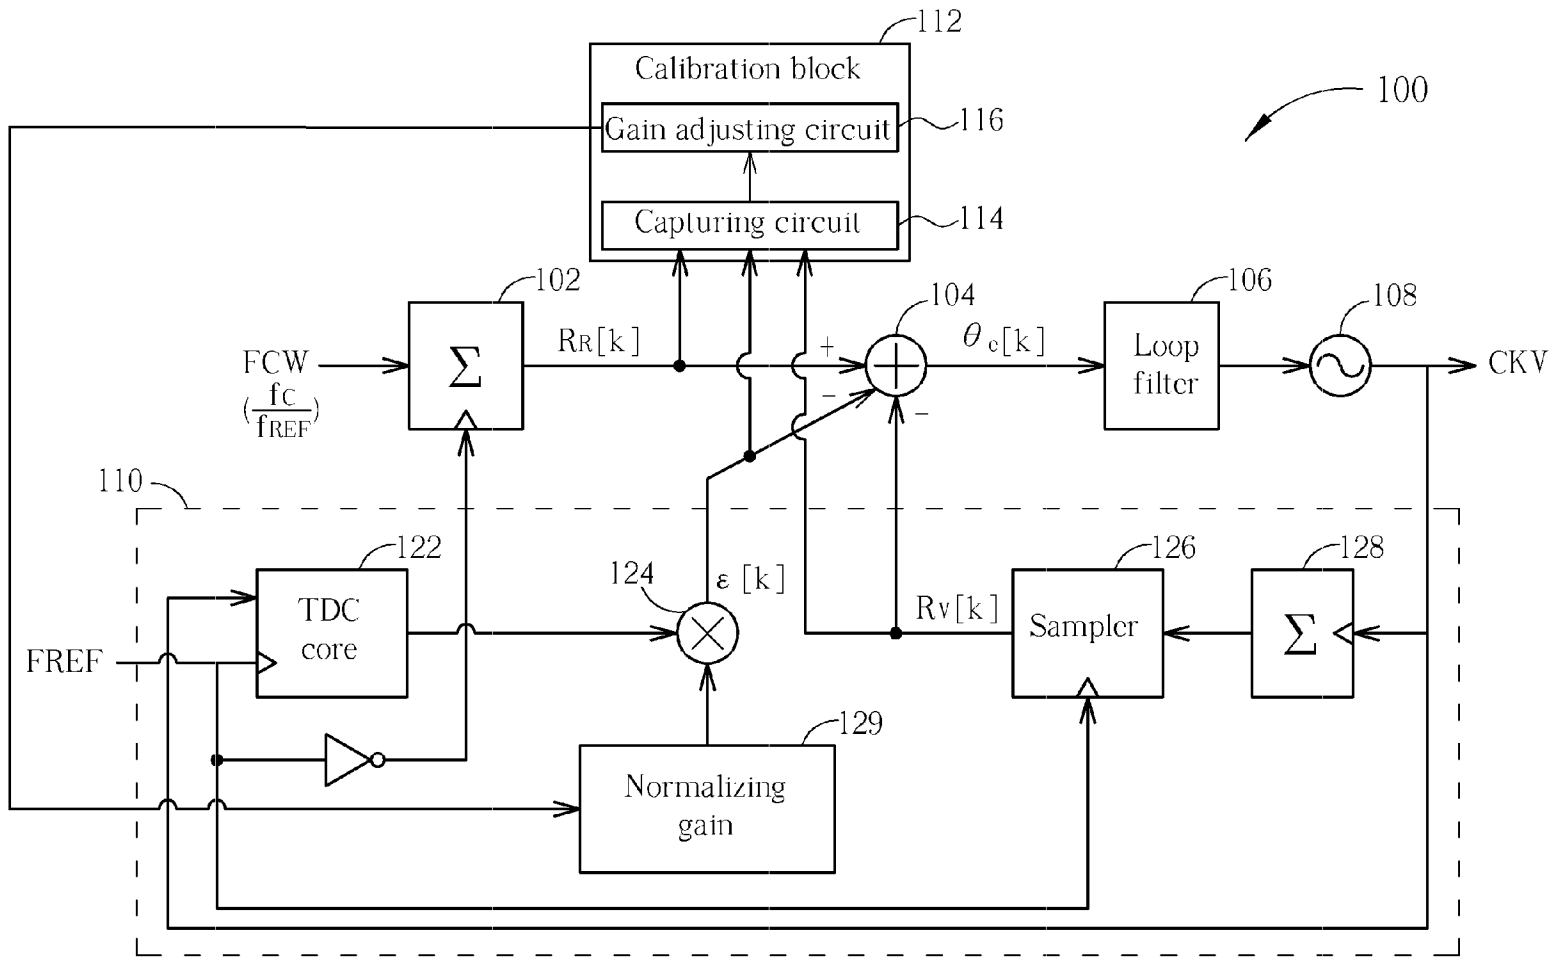 112
Calibration block
100
Gain adjusting circuit
116
Capturing circuit
114
102
104
106
108
Σ
RR[k]
+
θc[k]
Loop
filter
CKV
FCW
(fC/fREF)
−
−
110
122
124
ε [k]
126
128
TDC
core
RV[k]
Sampler
Σ
FREF
129
Normalizing
gain